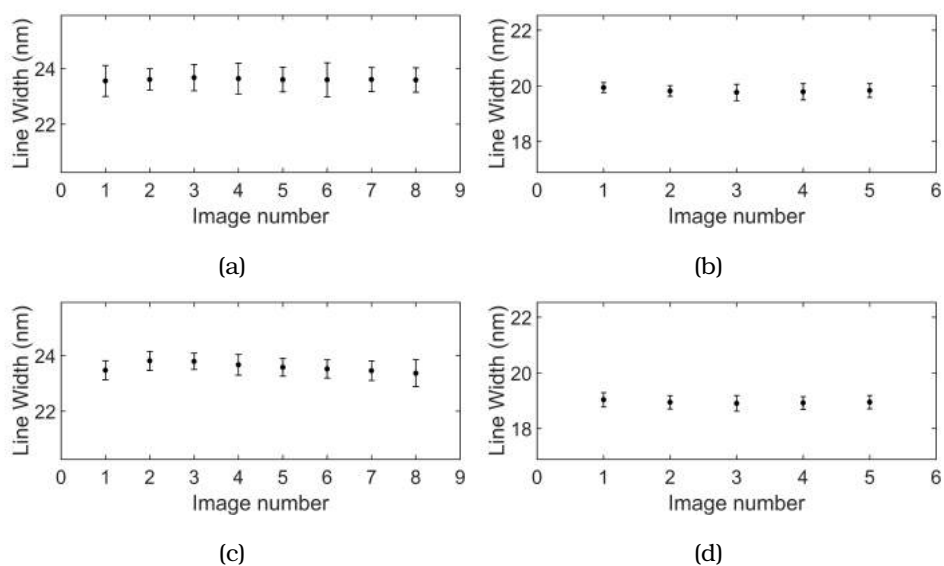 Line Width (nm)
24
22
0 1 2 3 4 5 6 7 8 9
Image number
(a)
Line Width (nm)
22
20
18
0 1 2 3 4 5 6
Image number
(b)
Line Width (nm)
24
22
0 1 2 3 4 5 6 7 8 9
Image number
(c)
Line Width (nm)
22
20
18
0 1 2 3 4 5 6
Image number
(d)